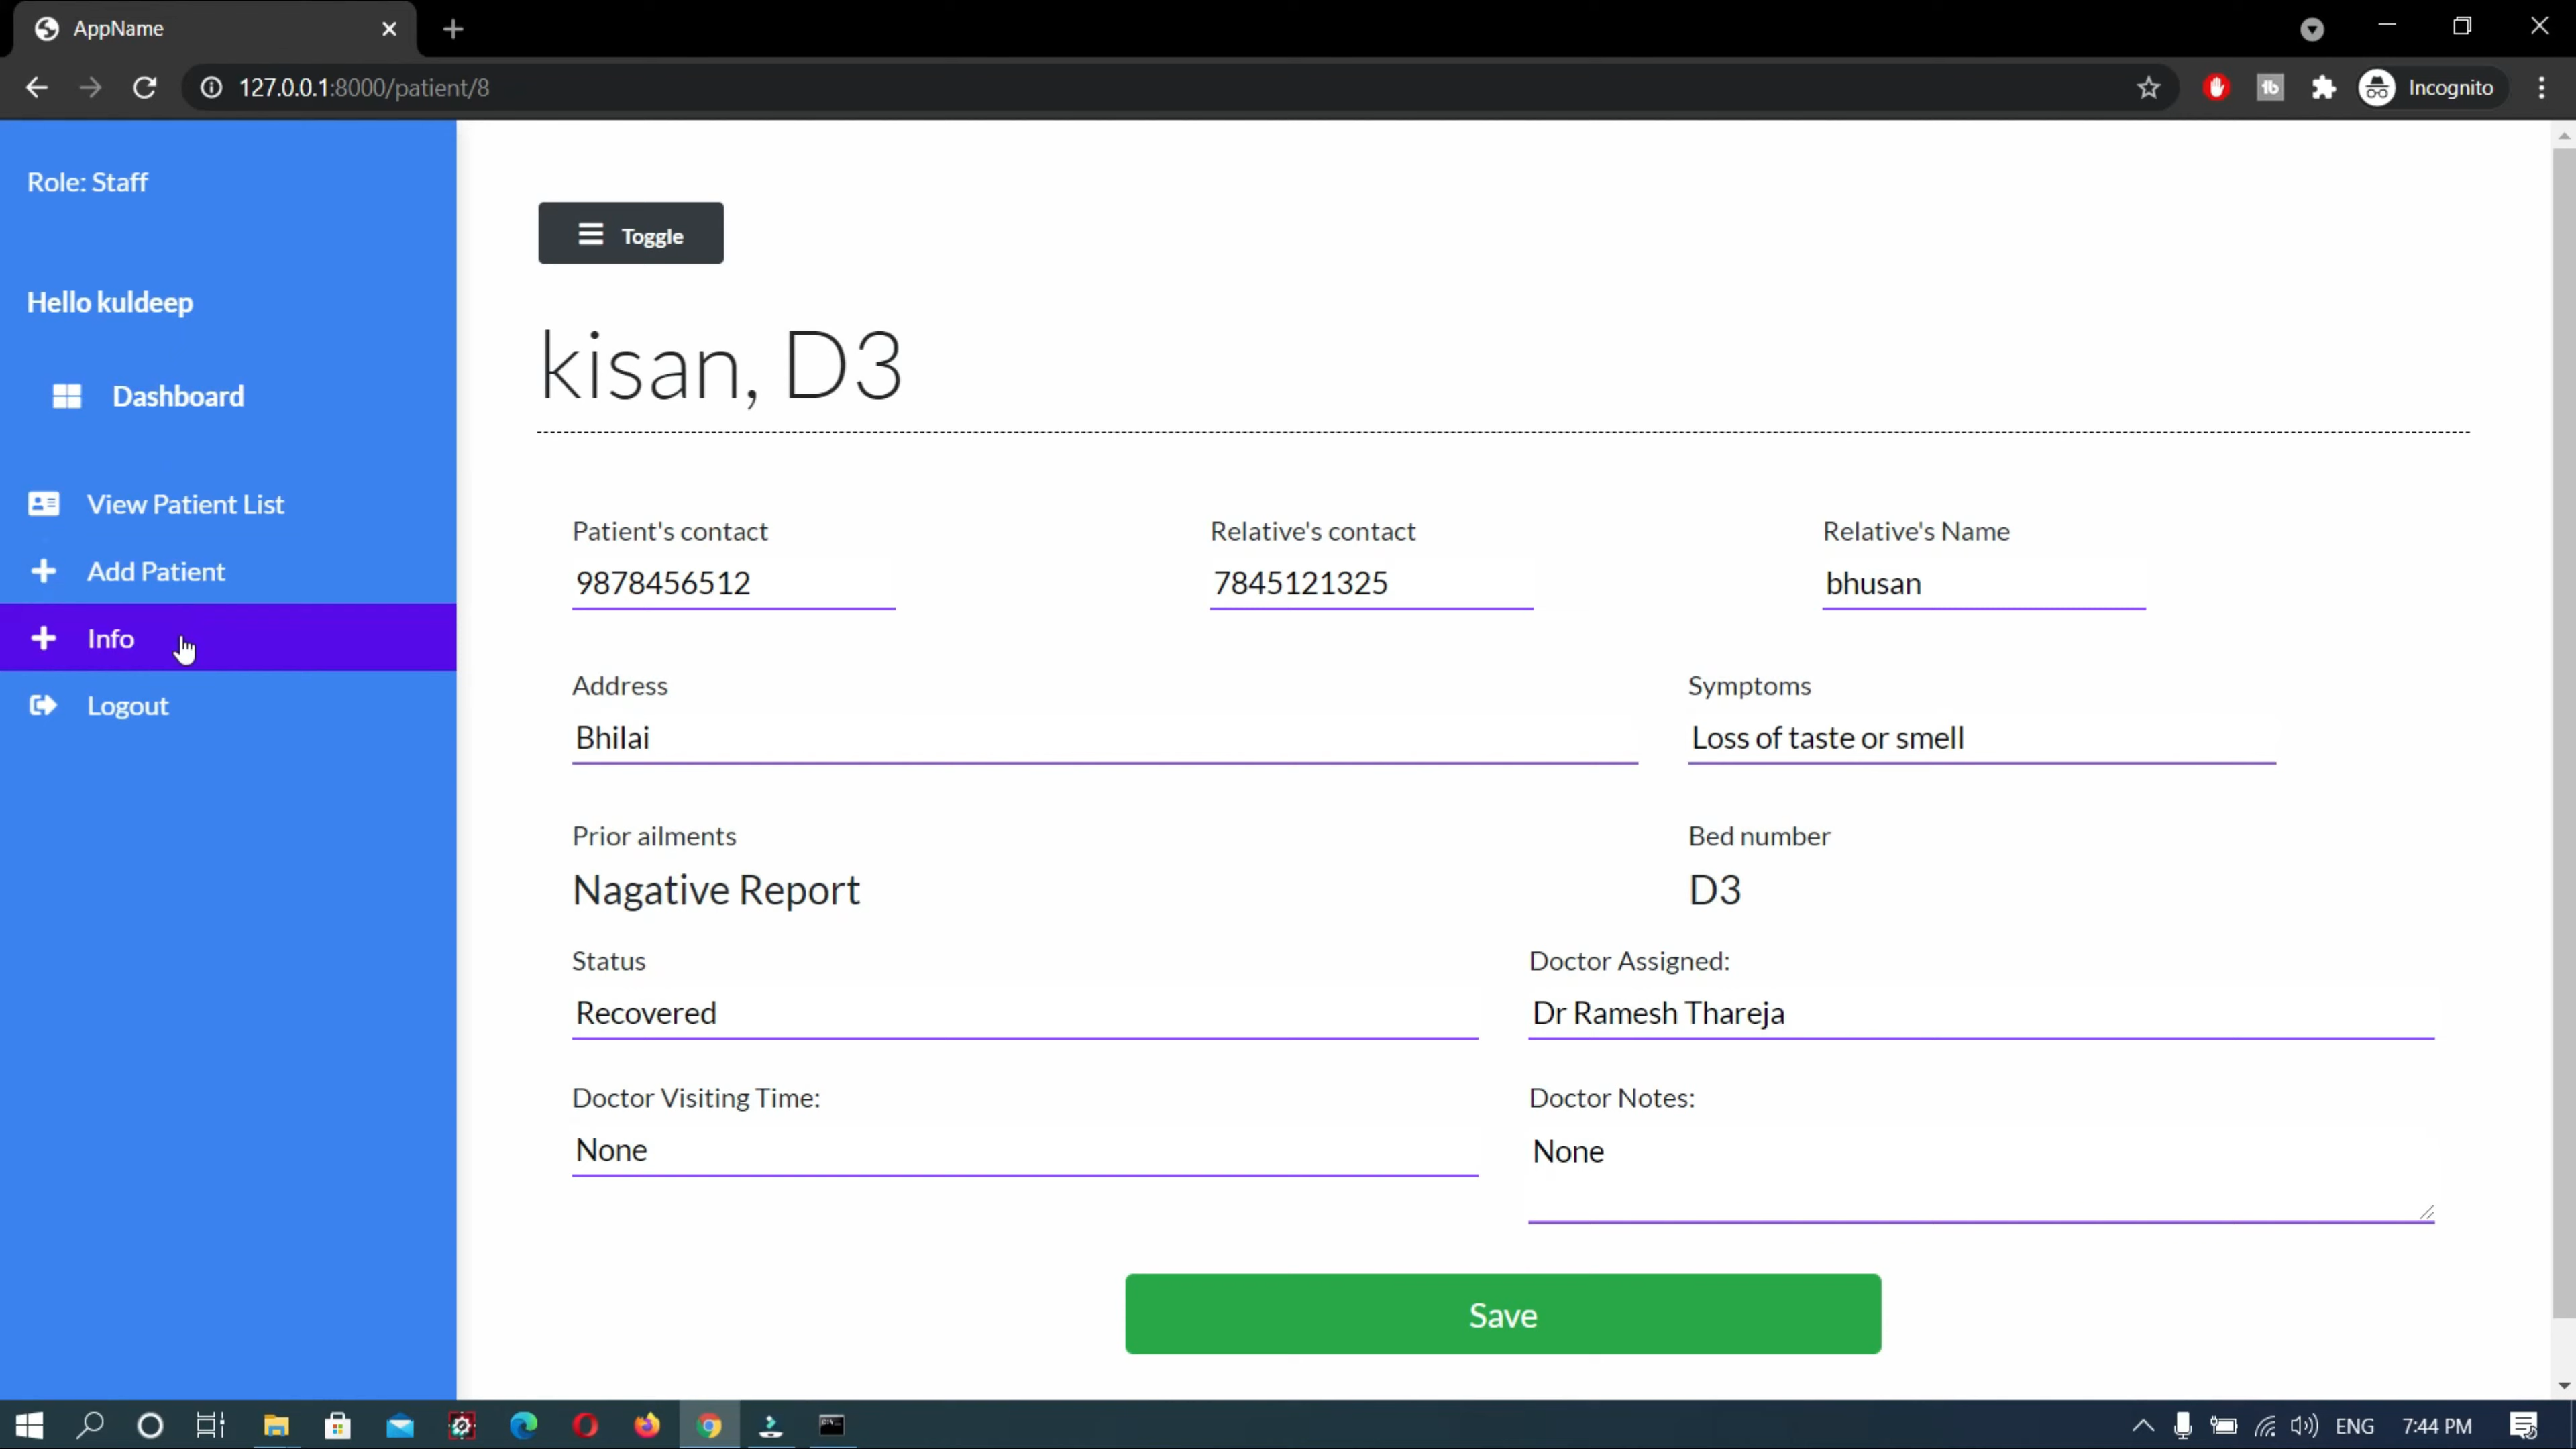 AppName
127.0.0.1:8000/patient/8
Incognito
Role: Staff
Toggle
Hello kuldeep
kisan, D3
Dashboard
View Patient List
Add Patient
Info
Logout
Patient's contact
Relative's contact
Relative's Name
9878456512
7845121325
bhusan
Address
Symptoms
Bhilai
Loss of taste or smell
Prior ailments
Bed number
Nagative Report
D3
Status
Doctor Assigned:
Recovered
Dr Ramesh Thareja
Doctor Visiting Time:
Doctor Notes:
None
None
Save
ENG
7:44 PM